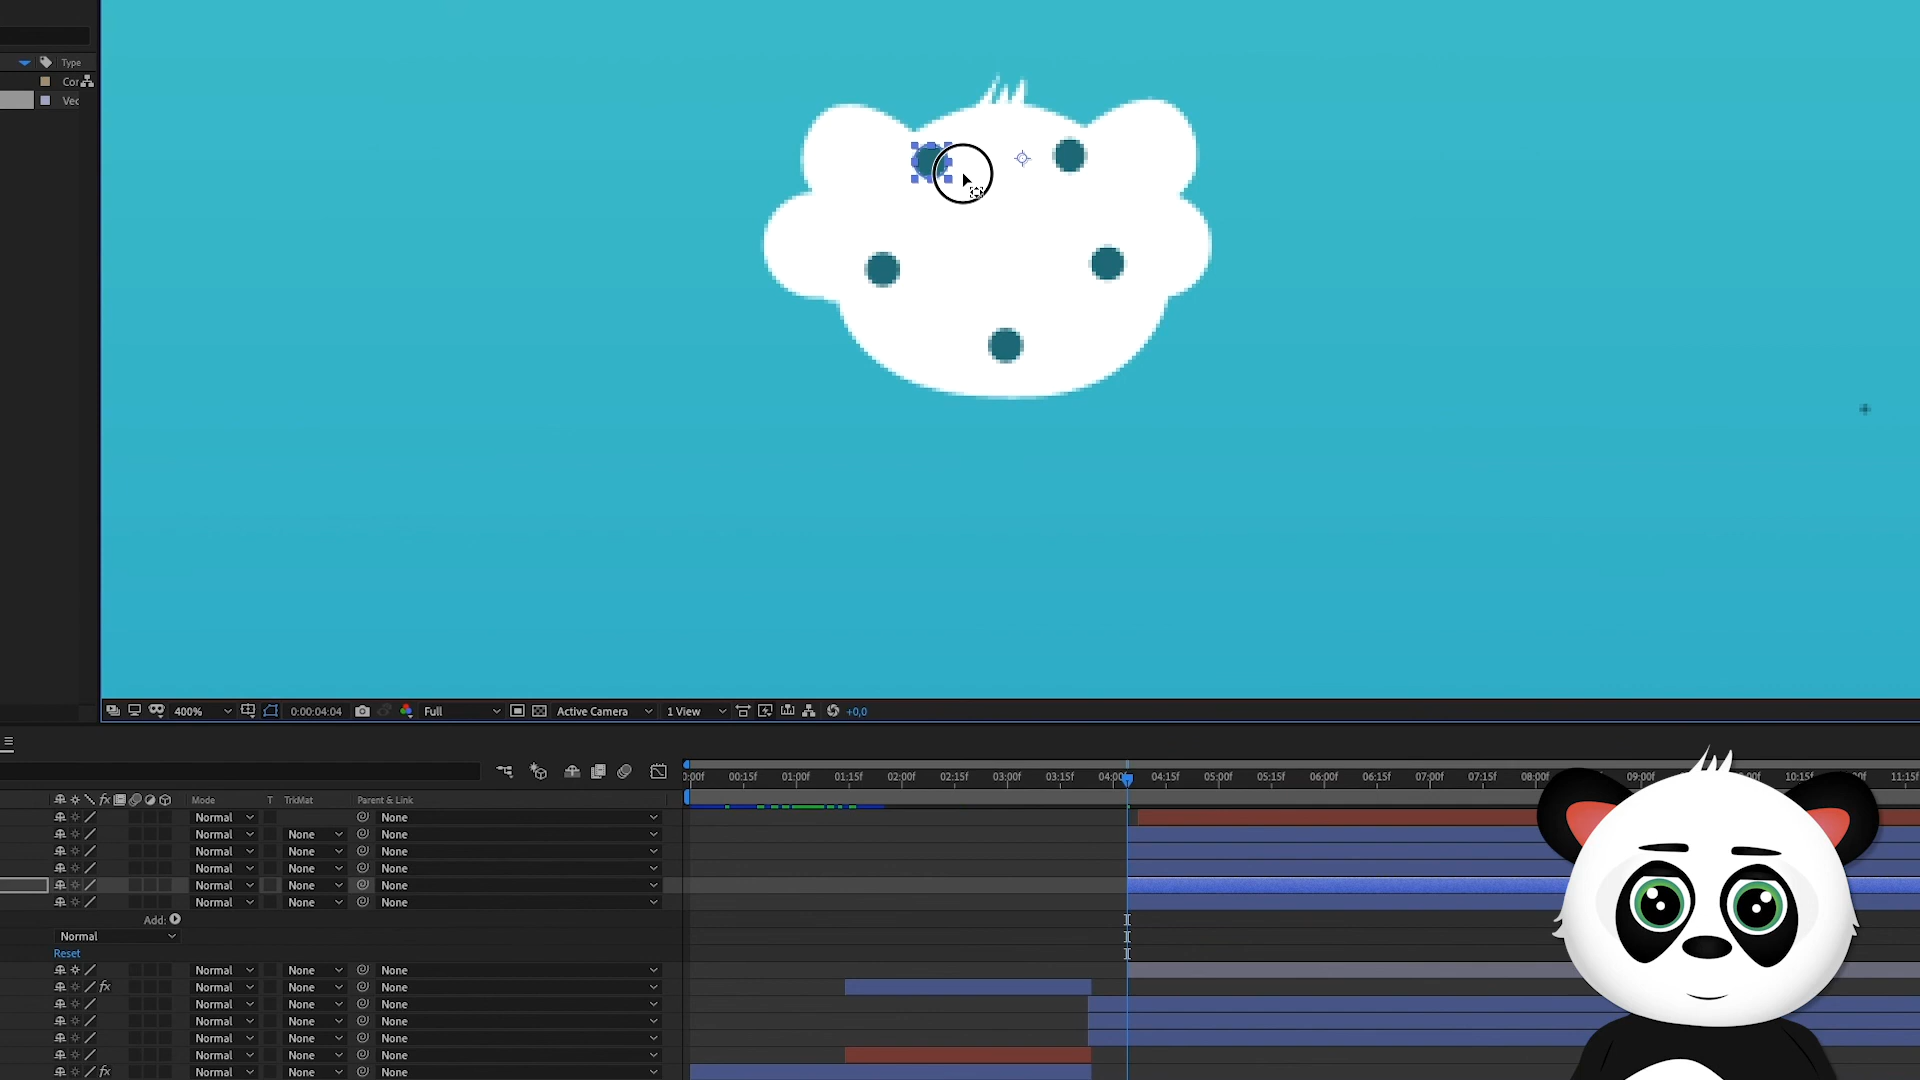 Type
Cor
Vec
400%
0:00:04:04
Full
Active Camera
1 View
+0,0
0:00f 00:15f 01:00f 01:15f 02:00f 02:15f 03:00f 03:15f 04:00 04:15f 05:00f 05:15f 06:00f 06:15f 07:00f 07:15f 08:00f 09:00f 10:15f 11:15f
fx Mode T TrkMat Parent & Link
Normal None
Normal None None
Normal None None
Normal None None
Normal None None
Normal None None
Add:
Normal
Reset
Normal None None
fx Normal None None
Normal None None
Normal None None
Normal None None
Normal None None
fx Normal None None